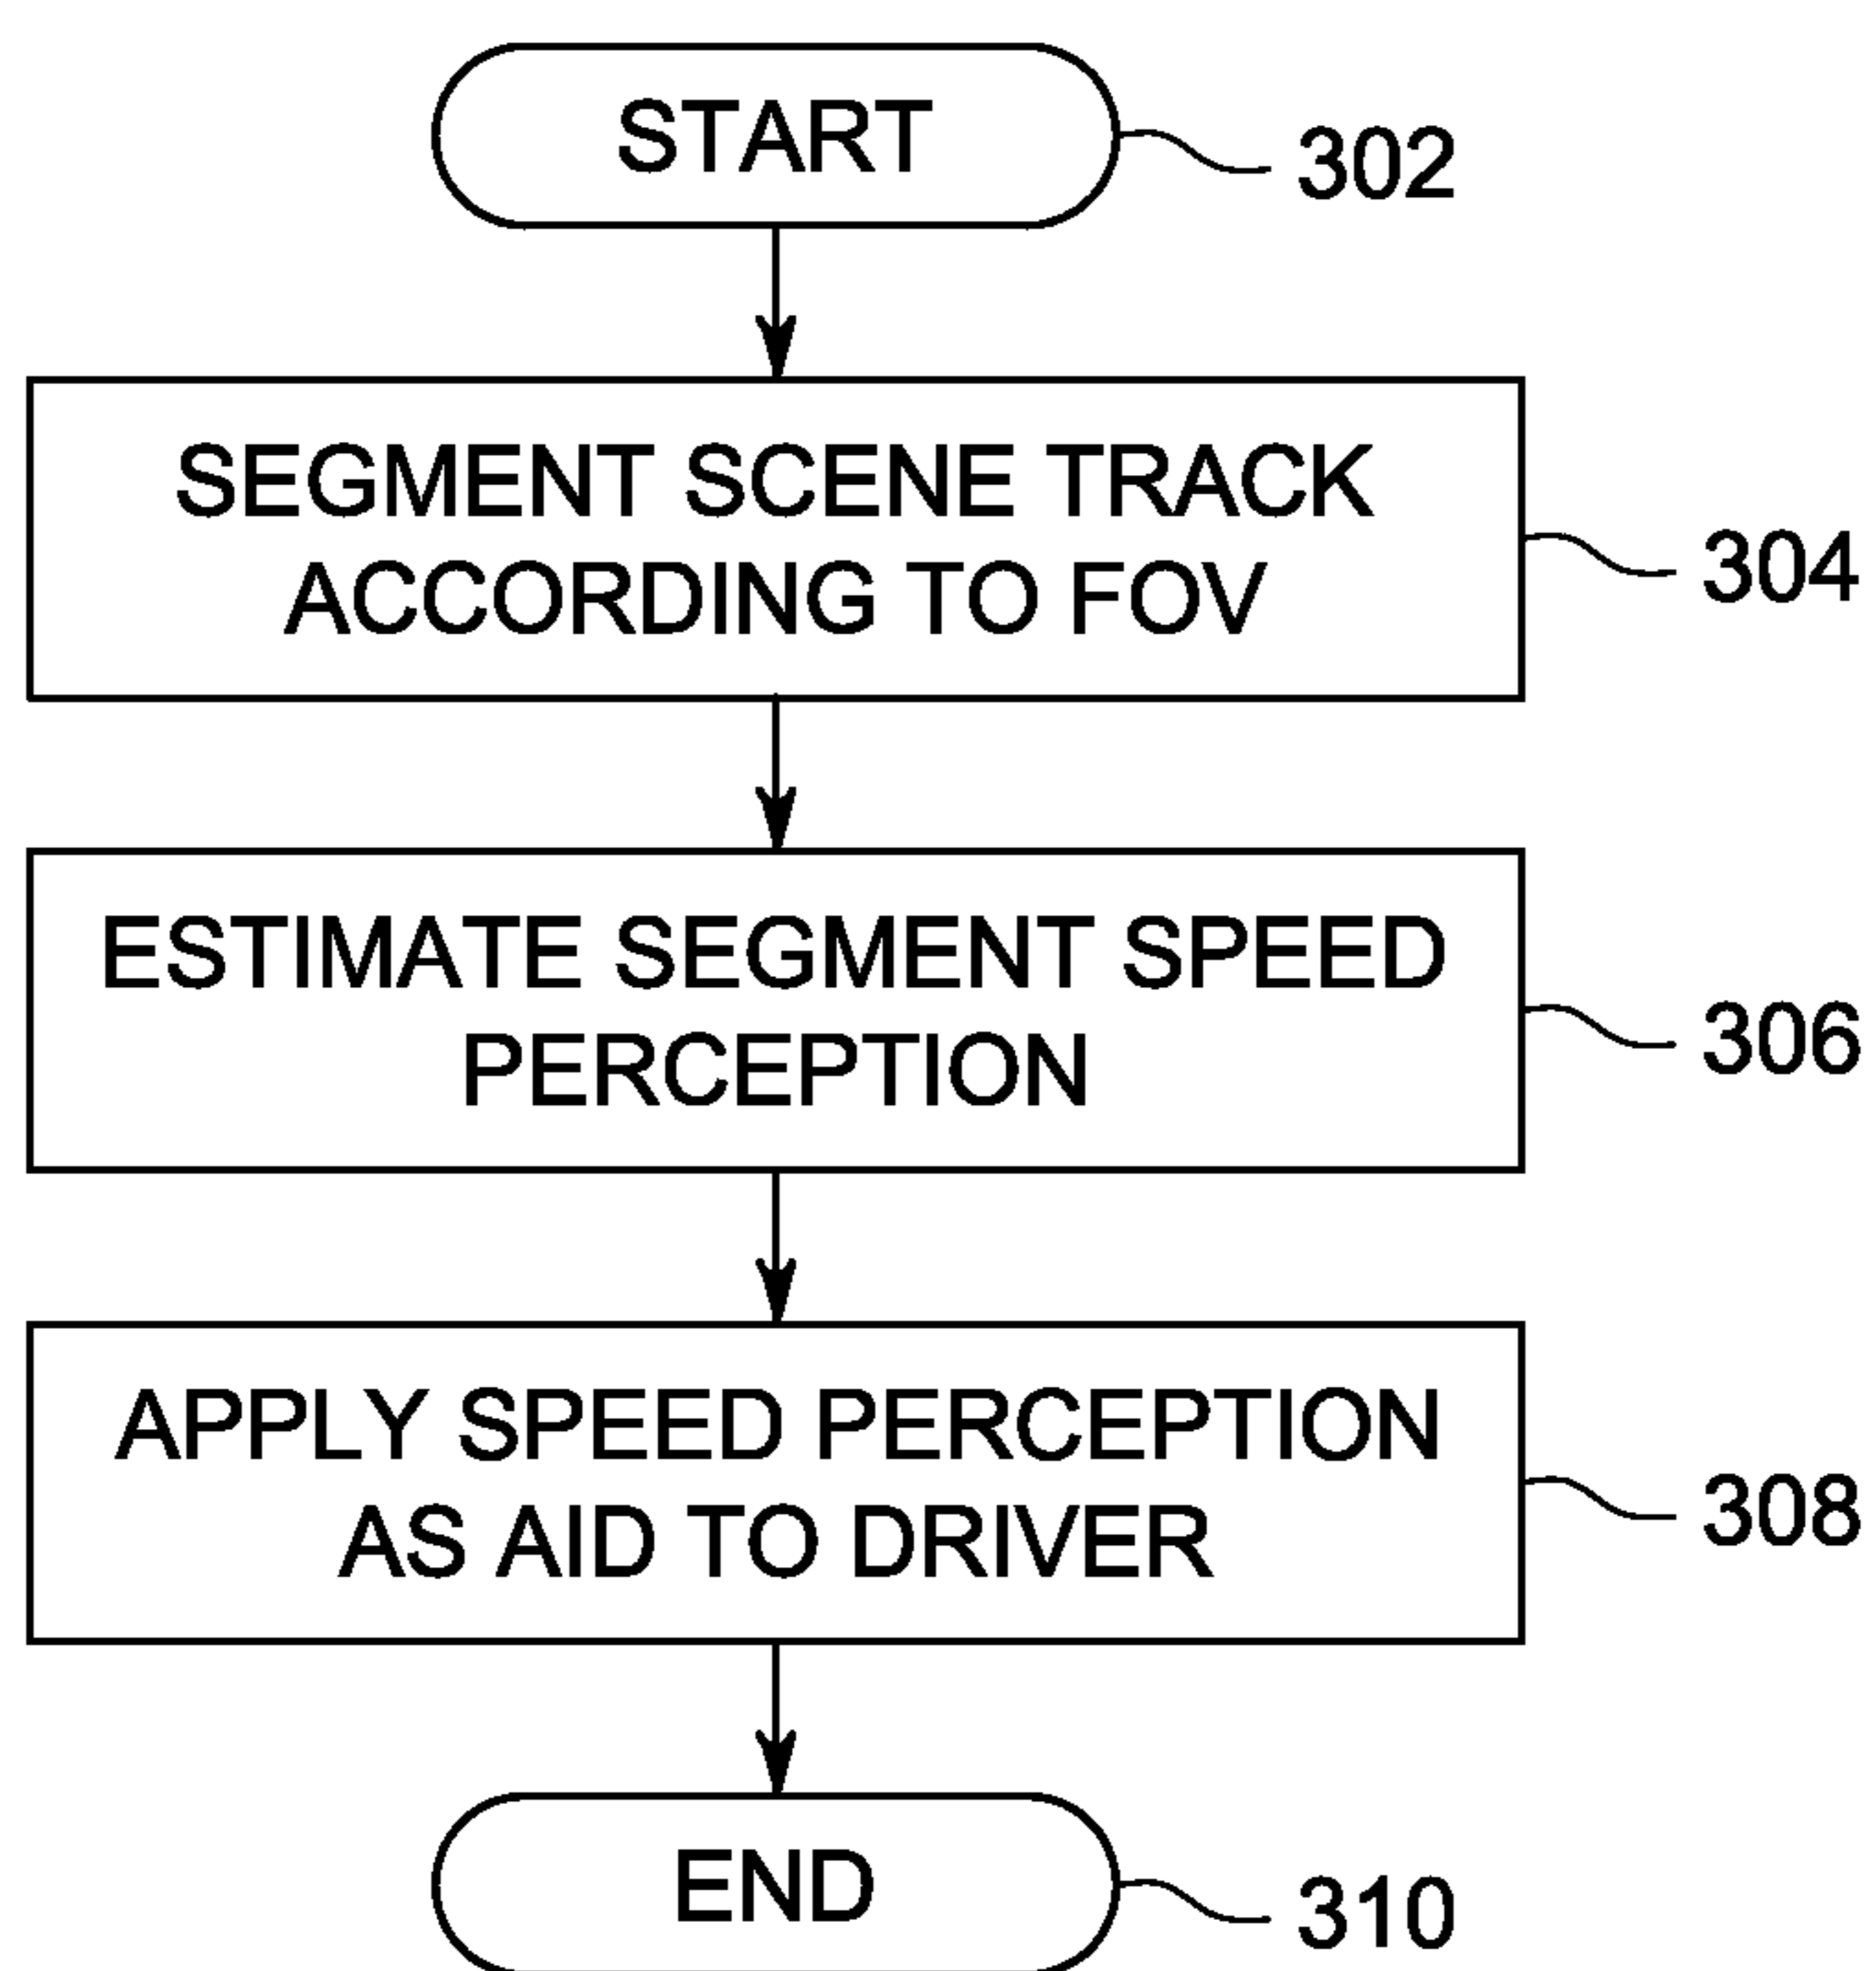 START
302
SEGMENT SCENE TRACK
ACCORDING TO FOV
304
ESTIMATE SEGMENT SPEED
PERCEPTION
306
APPLY SPEED PERCEPTION
AS AID TO DRIVER
308
END
310